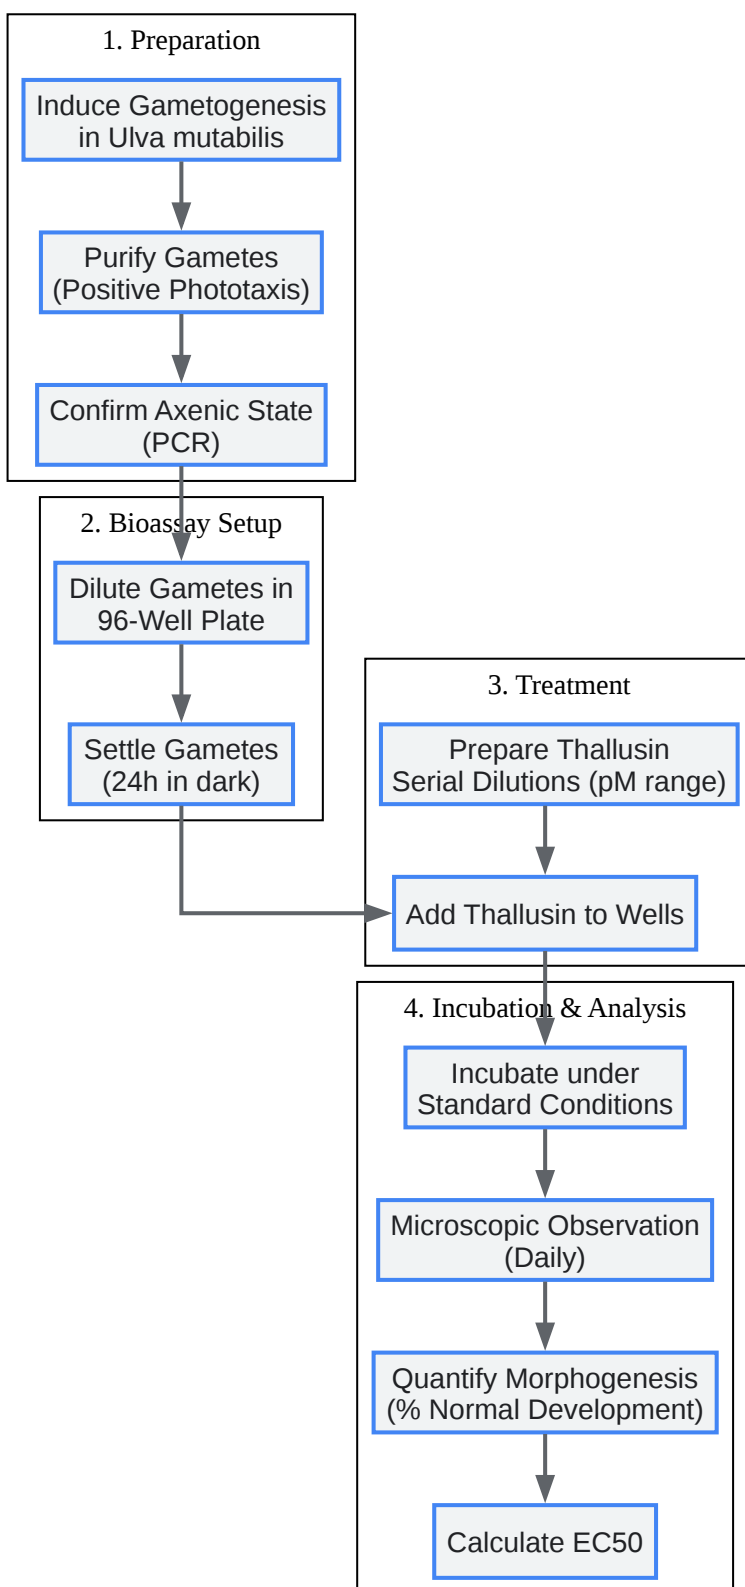 1. Preparation
Induce Gametogenesis
in Ulva mutabilis
Purify Gametes
(Positive Phototaxis)
Confirm Axenic State
(PCR)
2. Bioassay Setup
Dilute Gametes in
96-Well Plate
Settle Gametes
(24h in dark)
3. Treatment
Prepare Thallusin
Serial Dilutions (pM range)
Add Thallusin to Wells
4. Incubation & Analysis
Incubate under
Standard Conditions
Microscopic Observation
(Daily)
Quantify Morphogenesis
(% Normal Development)
Calculate EC50